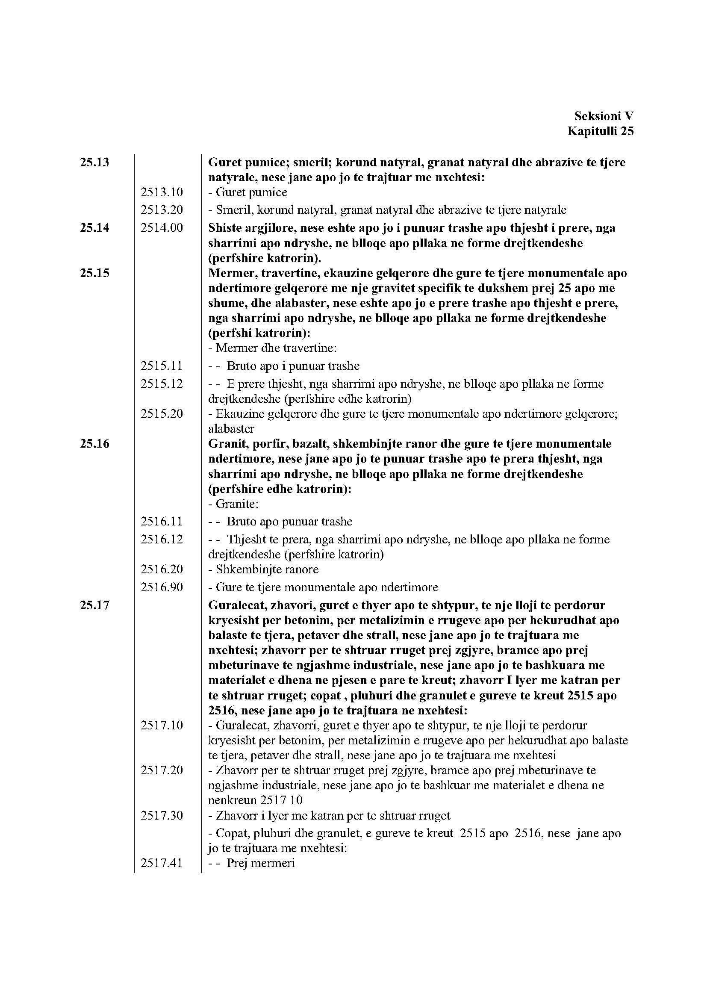 Seksioni V
Kapitulli 25
25.13 Guret pumice; smeril; korund natyral, granat natyral dhe abrazive te tjere
natyrale, nese jane apo jo te trajtuar me nxehtesi:
2513.10 - Guret pumice
2513.20 - Smeril, korund natyral, granat natyral dhe abrazive te tjere natyrale
25.14 2514.00 Shiste argjilore, nese eshte apo jo i punuar trashe apo thjesht i prere, nga
sharrimi apo ndryshe, ne blloqe apo pllaka ne forme drejtkendeshe
(perfshire katrorin).
25.15 Mermer, travertine, ekauzine gelqerore dhe gure te tjere monumentale apo
ndertimore gelqerore me nje gravitet specifik te dukshem prej 25 apo me
shume, dhe alabaster, nese eshte apo jo e prere trashe apo thjesht e prere,
nga sharrimi apo ndryshe, ne blloqe apo pllaka ne forme drejtkendeshe
(perfshi katrorin):
- Mermer dhe travertine:
2515.11 - - Bruto apo i punuar trashe
2515.12 - - E prere thjesht, nga sharrimi apo ndryshe, ne blloqe apo pllaka ne forme
drejtkendeshe (perfshire edhe katrorin)
2515.20 - Ekauzine gelqerore dhe gure te tjere monumentale apo ndertimore gelqerore;
alabaster
25.16 Granit, porfir, bazalt, shkembinjte ranor dhe gure te tjere monumentale
ndertimore, nese jane apo jo te punuar trashe apo te prera thjesht, nga
sharrimi apo ndryshe, ne blloqe apo pllaka ne forme drejtkendeshe
(perfshire edhe katrorin):
- Granite:
2516.11 - - Bruto apo punuar trashe
2516.12 - - Thjesht te prera, nga sharrimi apo ndryshe, ne blloqe apo pllaka ne forme
drejtkendeshe (perfshire katrorin)
2516.20 - Shkembinjte ranore
2516.90 - Gure te tjere monumentale apo ndertimore
25.17 Guralecat, zhavori, guret e thyer apo te shtypur, te nje lloji te perdorur
kryesisht per betonim, per metalizimin e rrugeve apo per hekurudhat apo
balaste te tjera, petaver dhe strall, nese jane apo jo te trajtuara me
nxehtesi; zhavorr per te shtruar rruget prej zgjyre, bramce apo prej
mbeturinave te ngjashme industriale, nese jane apo jo te bashkuara me
materialet e dhena ne pjesen e pare te kreut; zhavorr I lyer me katran per
te shtruar rruget; copat , pluhuri dhe granulet e gureve te kreut 2515 apo
2516, nese jane apo jo te trajtuara ne nxehtesi:
2517.10 - Guralecat, zhavorri, guret e thyer apo te shtypur, te nje lloji te perdorur
kryesisht per betonim, per metalizimin e rrugeve apo per hekurudhat apo balaste
te tjera, petaver dhe strall, nese jane apo jo te trajtuara me nxehtesi
2517.20 - Zhavorr per te shtruar rruget prej zgjyre, bramce apo prej mbeturinave te
ngjashme industriale, nese jane apo jo te bashkuar me materialet e dhena ne
nenkreun 2517 10
2517.30 - Zhavorr i lyer me katran per te shtruar rruget
- Copat, pluhuri dhe granulet, e gureve te kreut 2515 apo 2516, nese jane apo
jo te trajtuara me nxehtesi:
2517.41 - - Prej mermeri